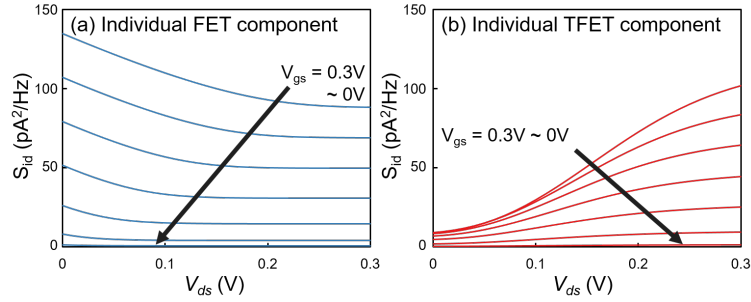 (a) Individual FET component
150
100
50
0
S_id (pA²/Hz)
V_gs = 0.3V
~ 0V
0
0.1
0.2
0.3
V_ds (V)
(b) Individual TFET component
150
100
50
0
S_id (pA²/Hz)
V_gs = 0.3V ~ 0V
0
0.1
0.2
0.3
V_ds (V)